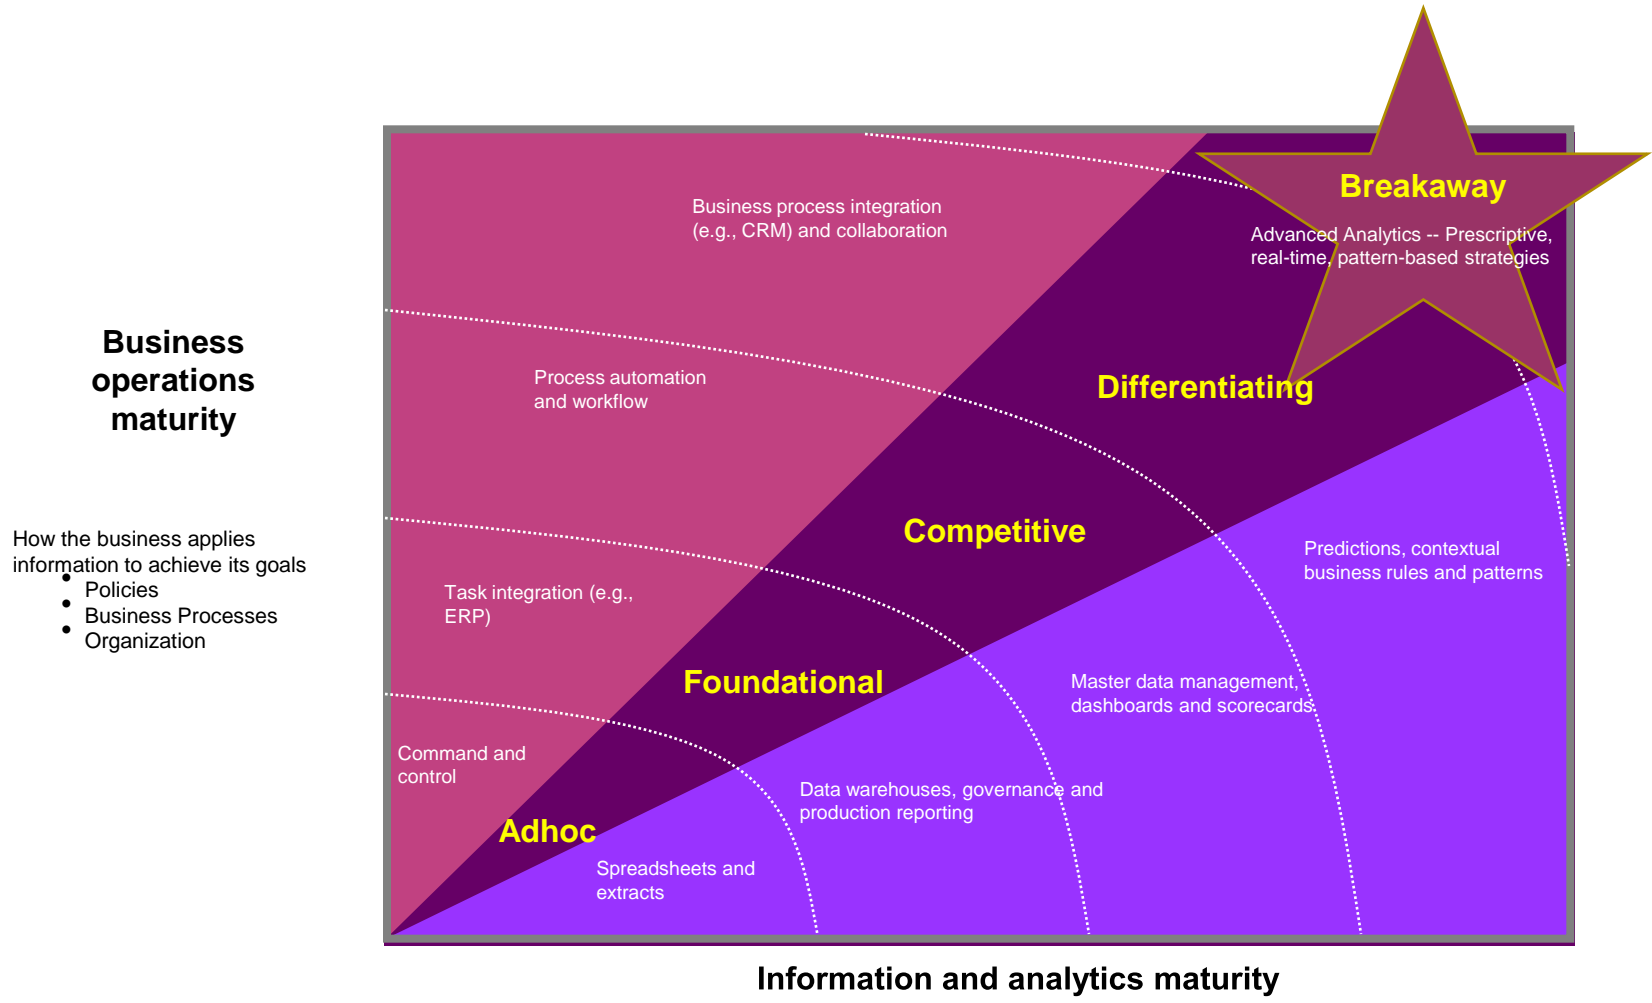 Breakaway
Advanced Analytics -- Prescriptive,
real-time, pattern-based strategies
Business process integration
(e.g., CRM) and collaboration
Business
operations
maturity
Process automation
and workflow
Differentiating
Competitive
How the business applies
information to achieve its goals
• Policies
• Business Processes
• Organization
Predictions, contextual
business rules and patterns
Task integration (e.g.,
ERP)
Foundational
Master data management,
dashboards and scorecards.
Command and
control
Data warehouses, governance and
production reporting
Adhoc
Spreadsheets and
extracts
Information and analytics maturity